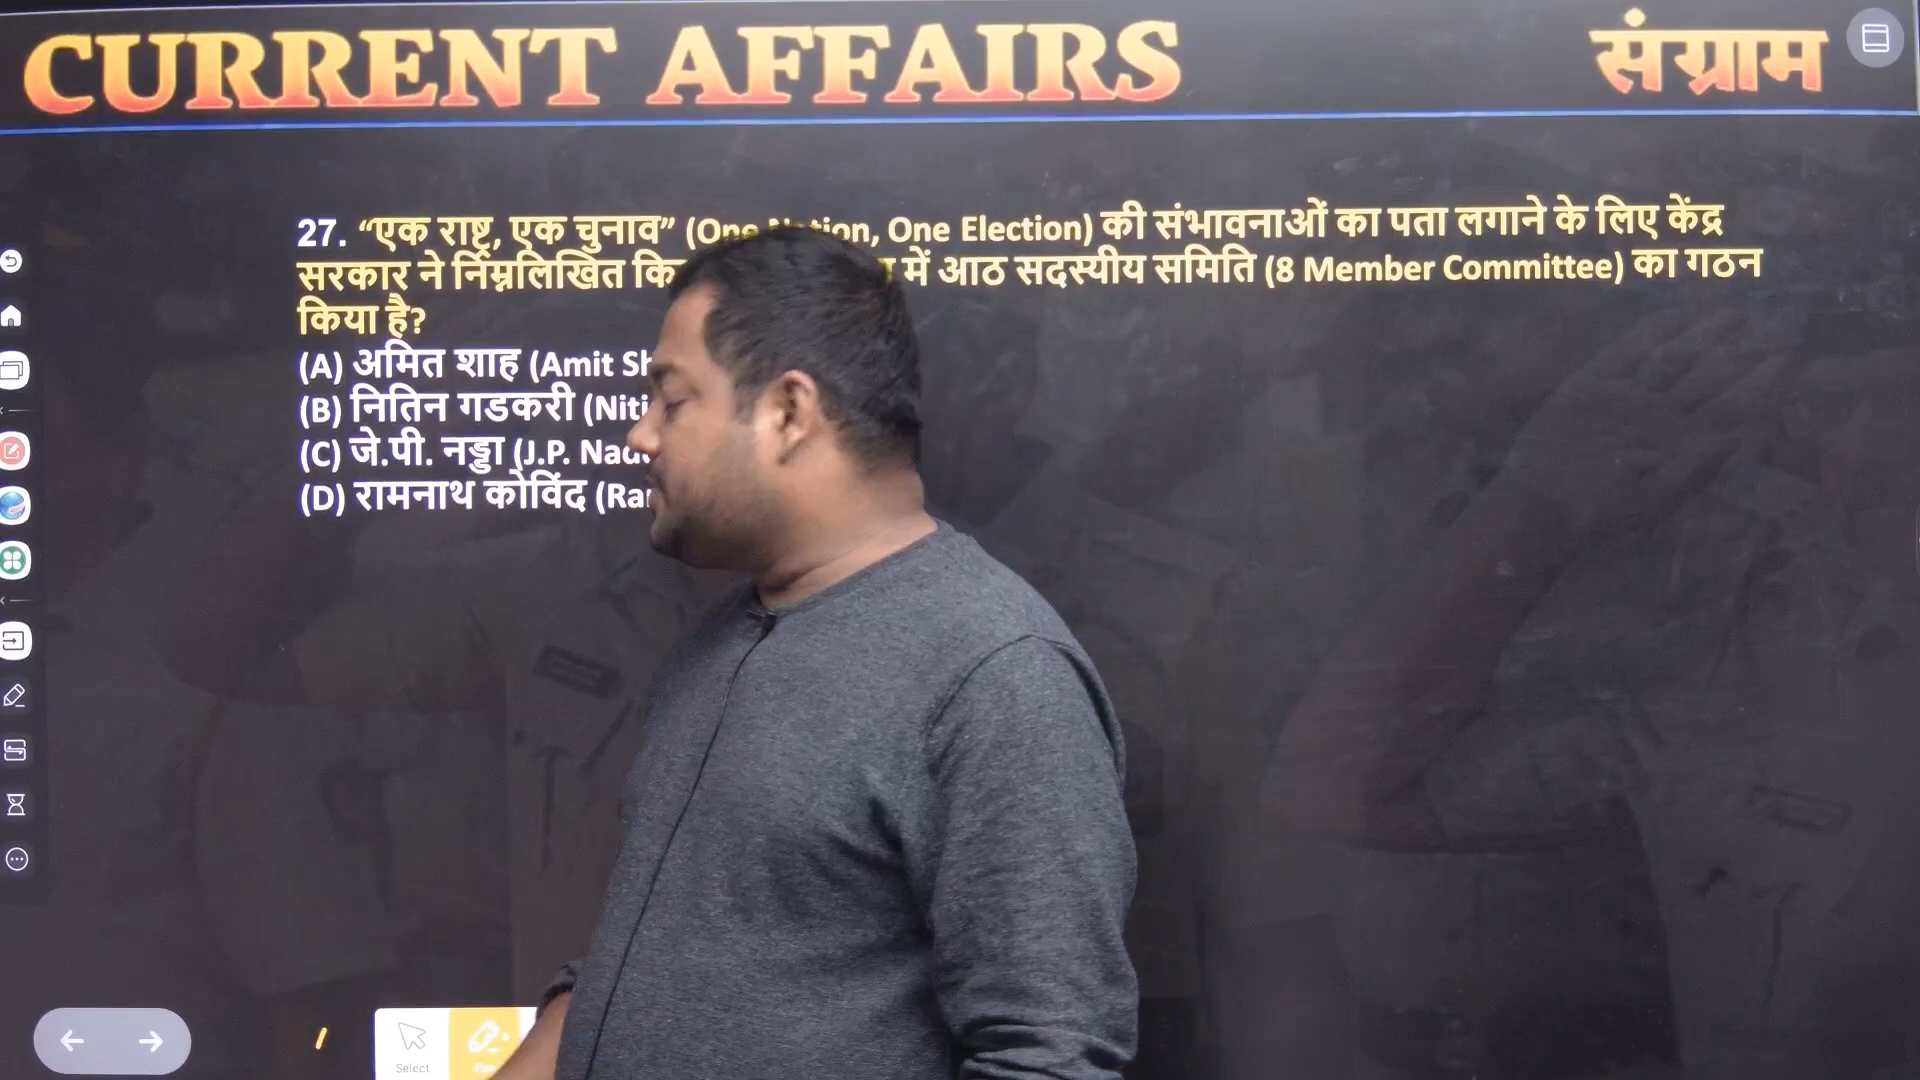 CURRENT AFFAIRS
संग्राम
27. “एक राष्ट्र, एक चुनाव” (One Nation, One Election) की संभावनाओं का पता लगाने के लिए केंद्र
सरकार ने निम्नलिखित में आठ सदस्यीय समिति (8 Member Committee) का गठन
किया है?
(A) अमित शाह (Amit
(B) नितिन गडकरी
(C) जे.पी. नड्डा (J.P.
(D) रामनाथ कोविंद
Select